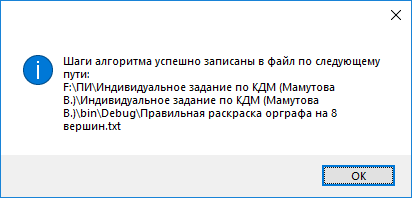 Шаги алгоритма успешно записаны в файл по следующему
пути:
F:\ПИ\Индивидуальное задание по КДМ (Мамутова
В.)\Индивидуальное задание по КДМ (Мамутова
В.)\bin\Debug\Правильная раскраска орграфа на 8
вершин.txt
ОК